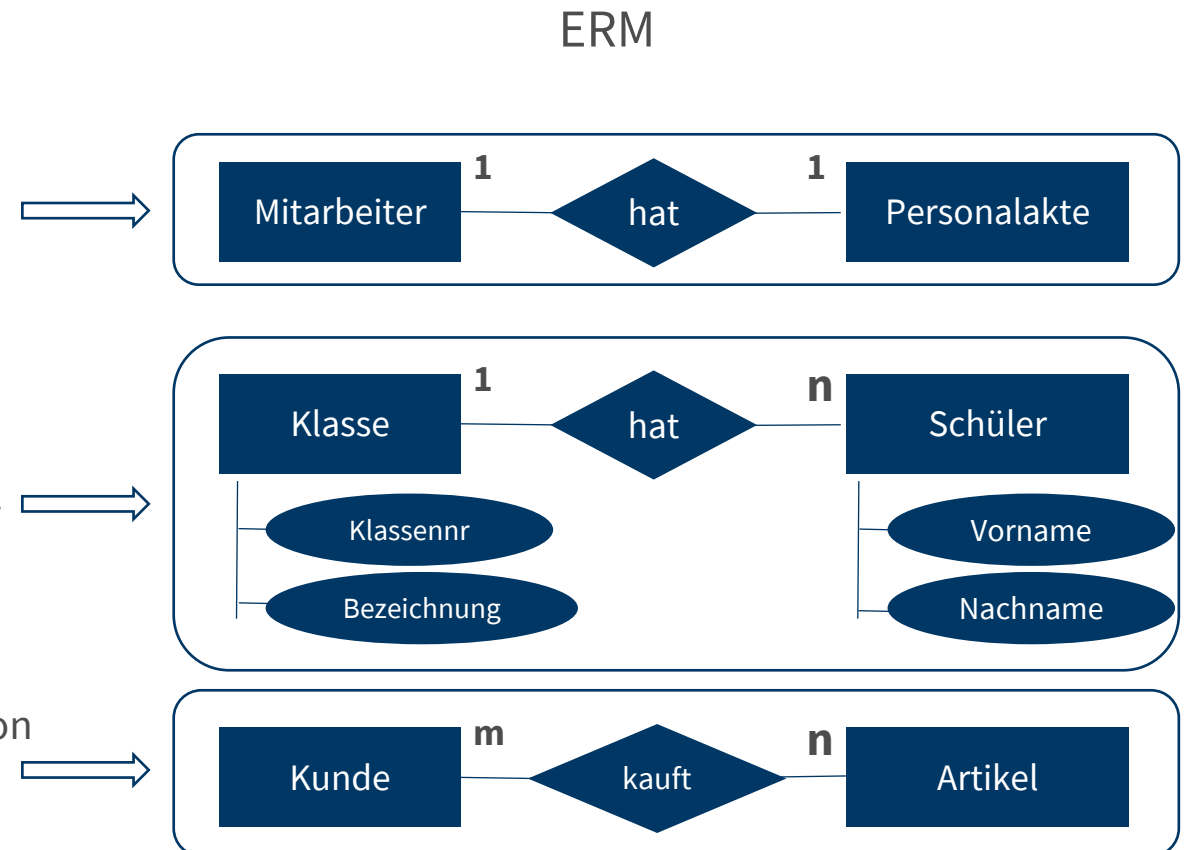 ERM
1
1
Mitarbeiter
hat
Personalakte
1
n
Klasse
hat
Schüler
Klassennr
Vorname
Bezeichnung
Nachname
on
m
n
Kunde
kauft
Artikel